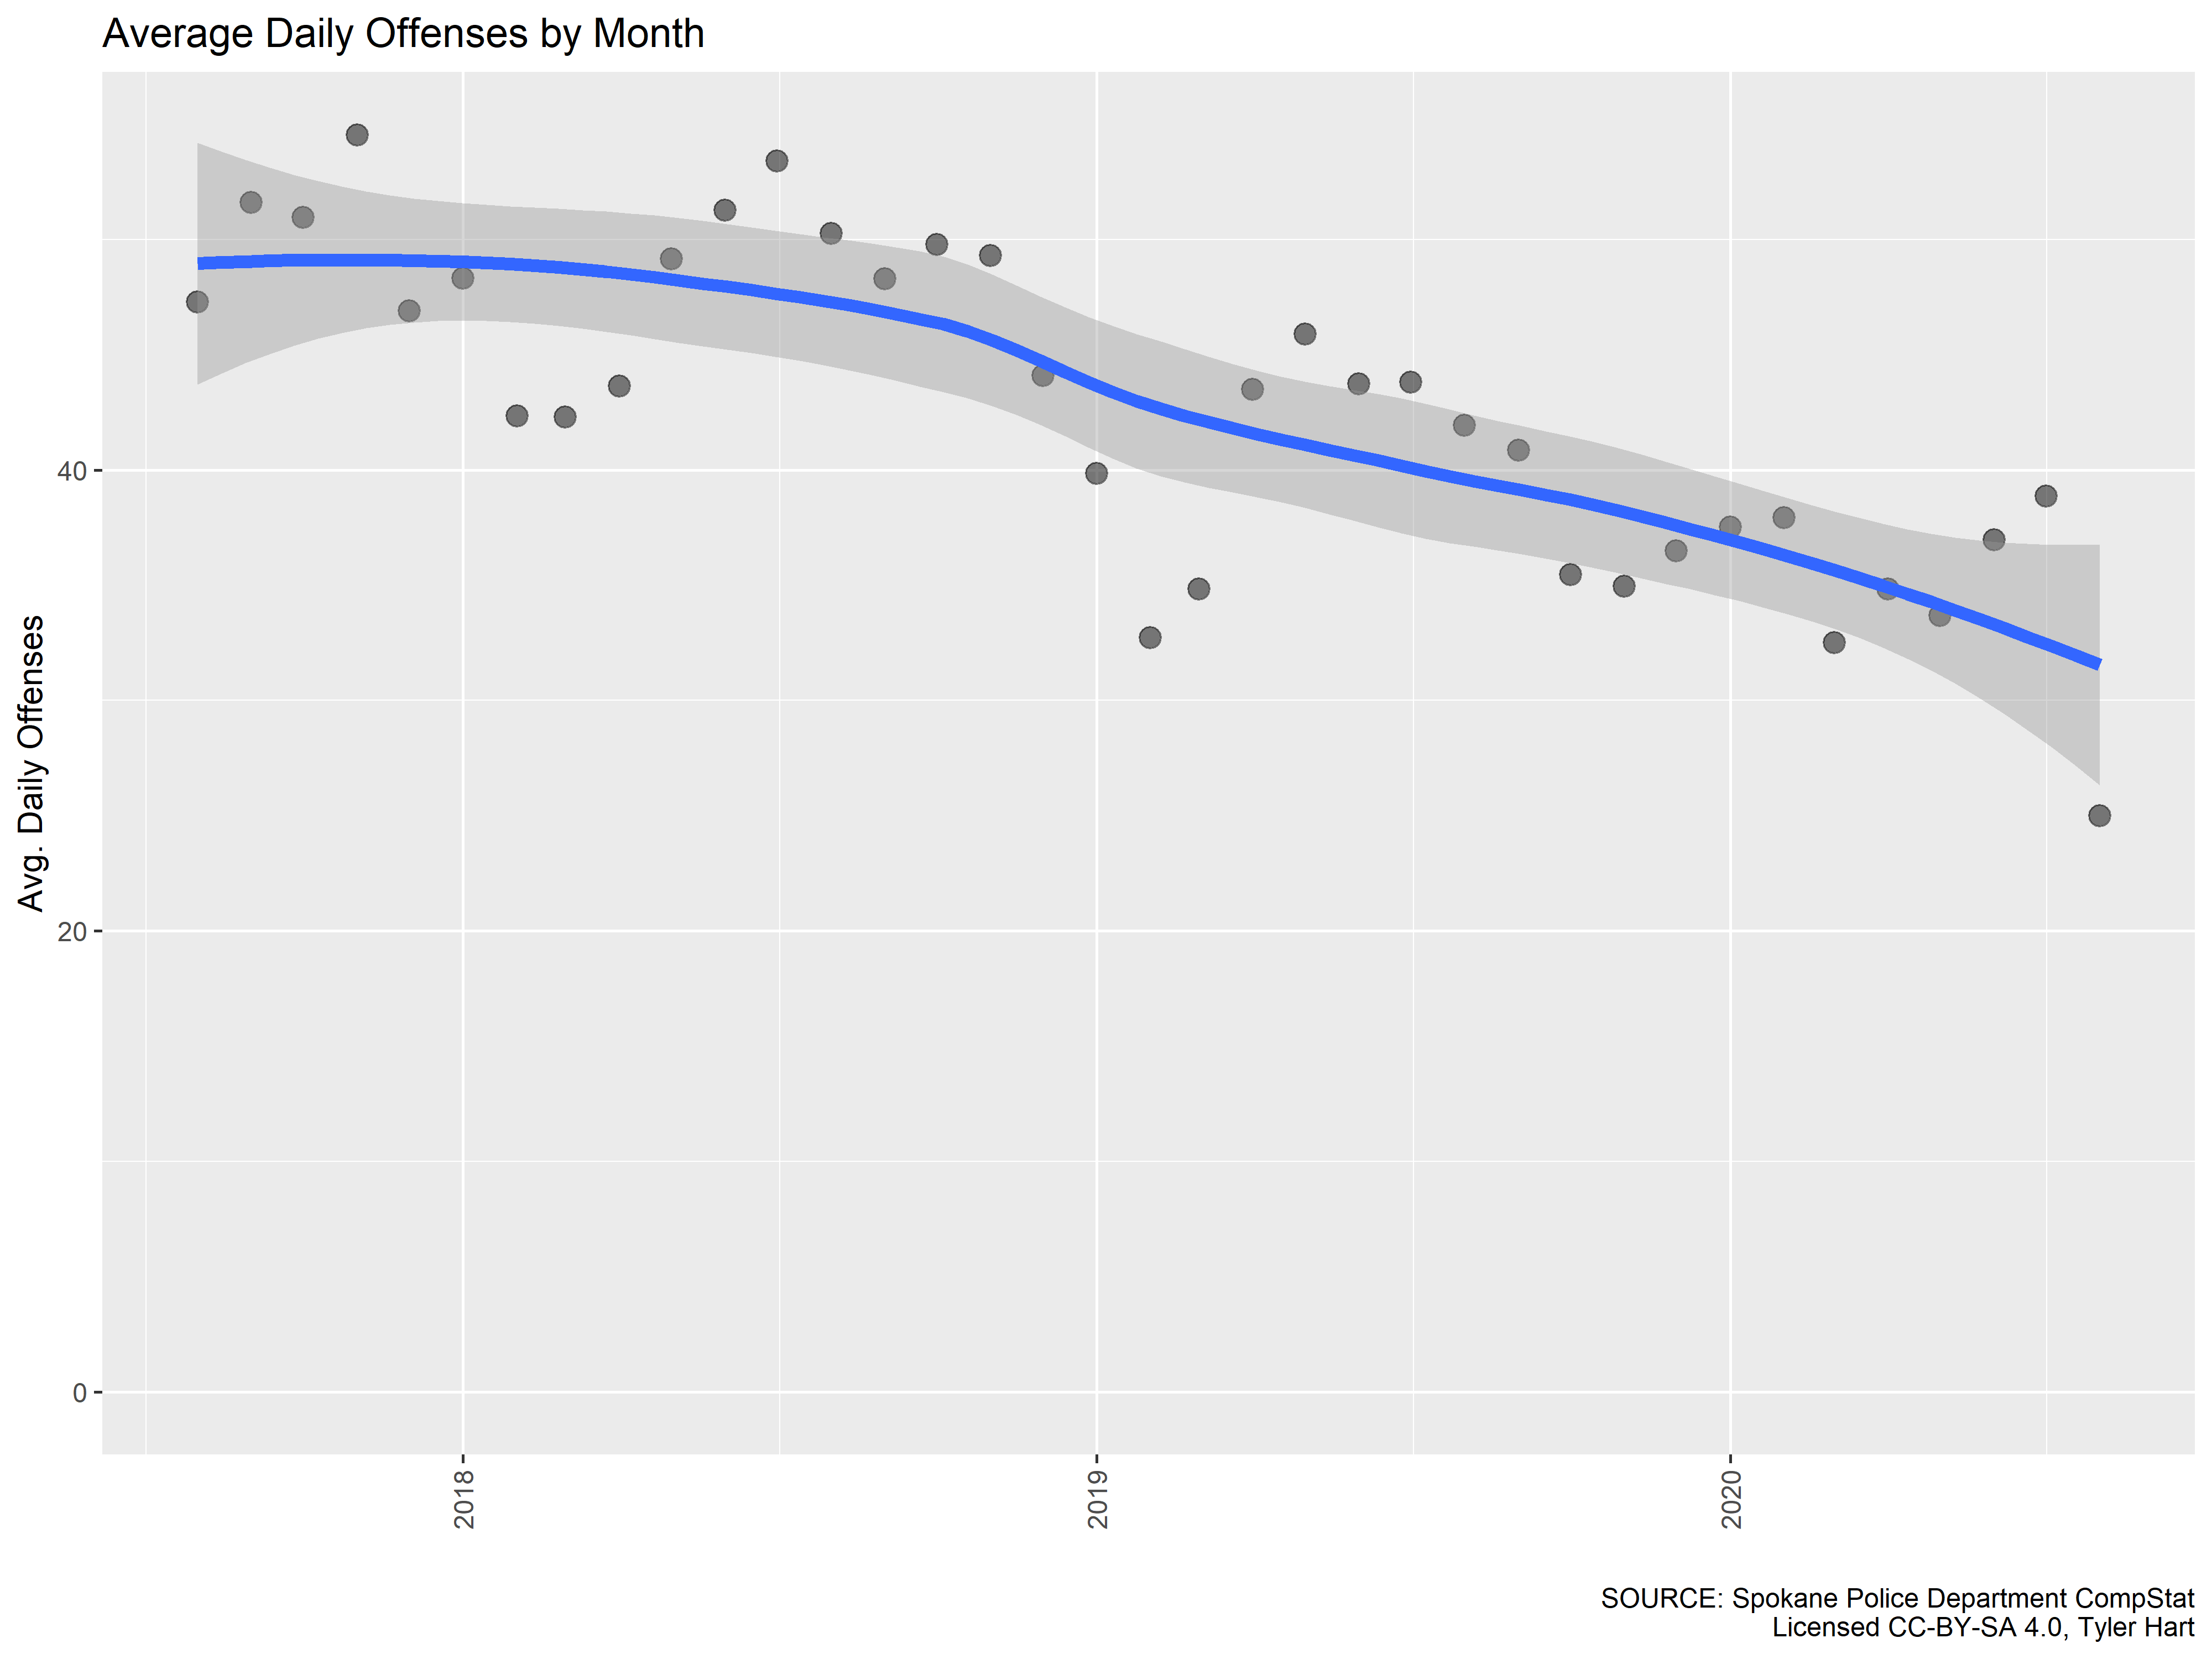 Average Daily Offenses by Month
Avg. Daily Offenses
40
20
0
2018
2019
2020
SOURCE: Spokane Police Department CompStat
Licensed CC-BY-SA 4.0, Tyler Hart